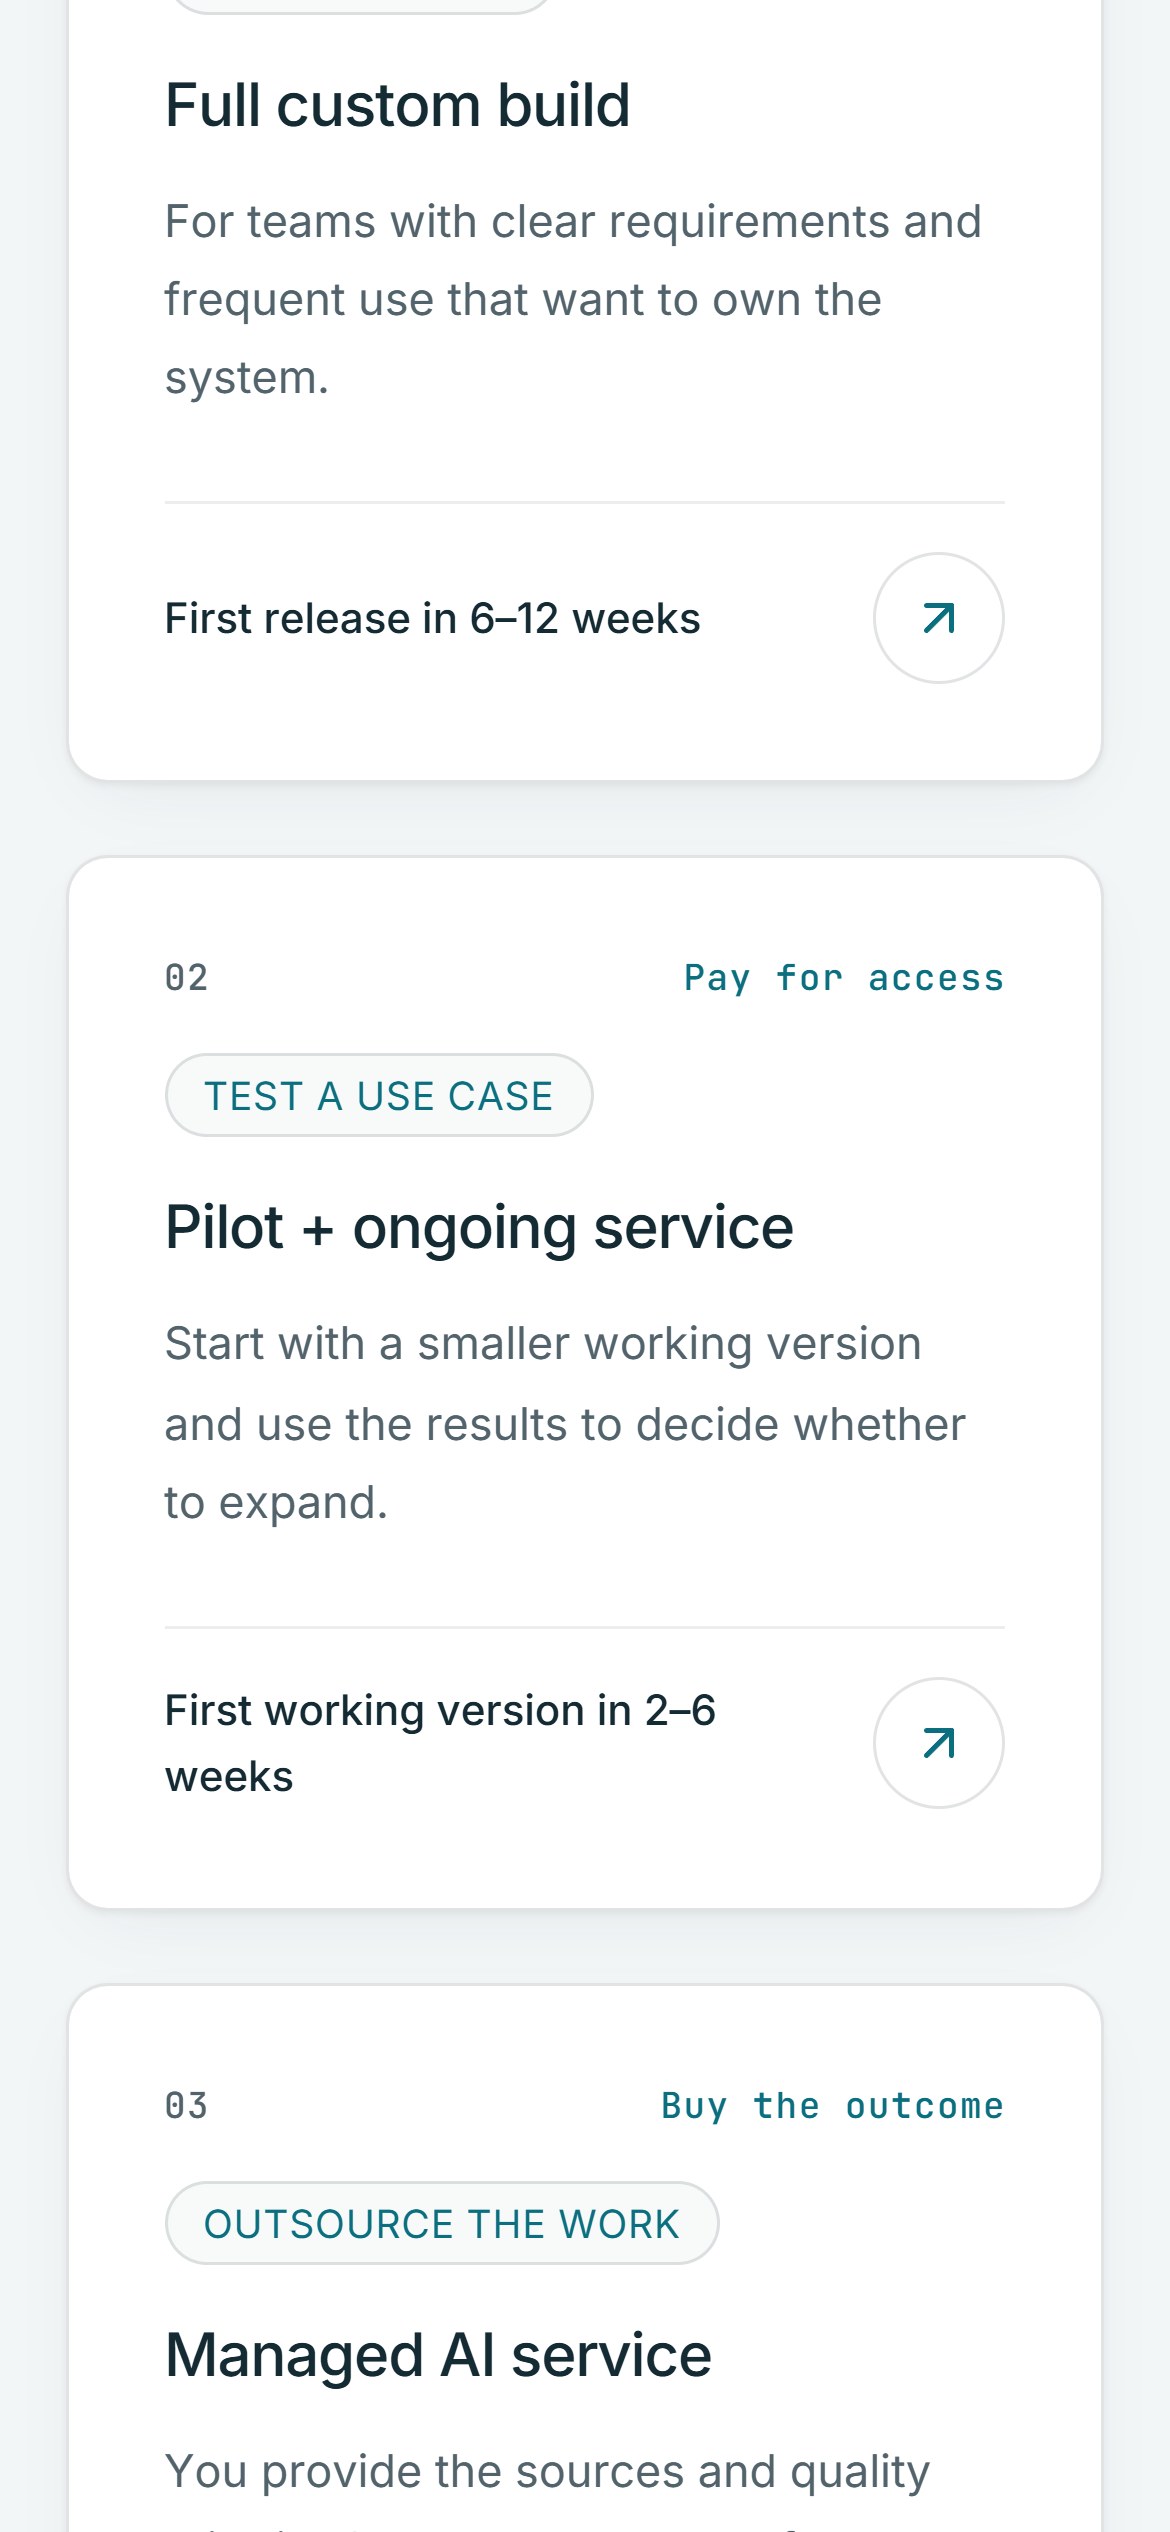 Full custom build
For teams with clear requirements and
frequent use that want to own the
system.
First release in 6–12 weeks
02
Pay for access
TEST A USE CASE
Pilot + ongoing service
Start with a smaller working version
and use the results to decide whether
to expand.
First working version in 2–6
weeks
03
Buy the outcome
OUTSOURCE THE WORK
Managed AI service
You provide the sources and quality